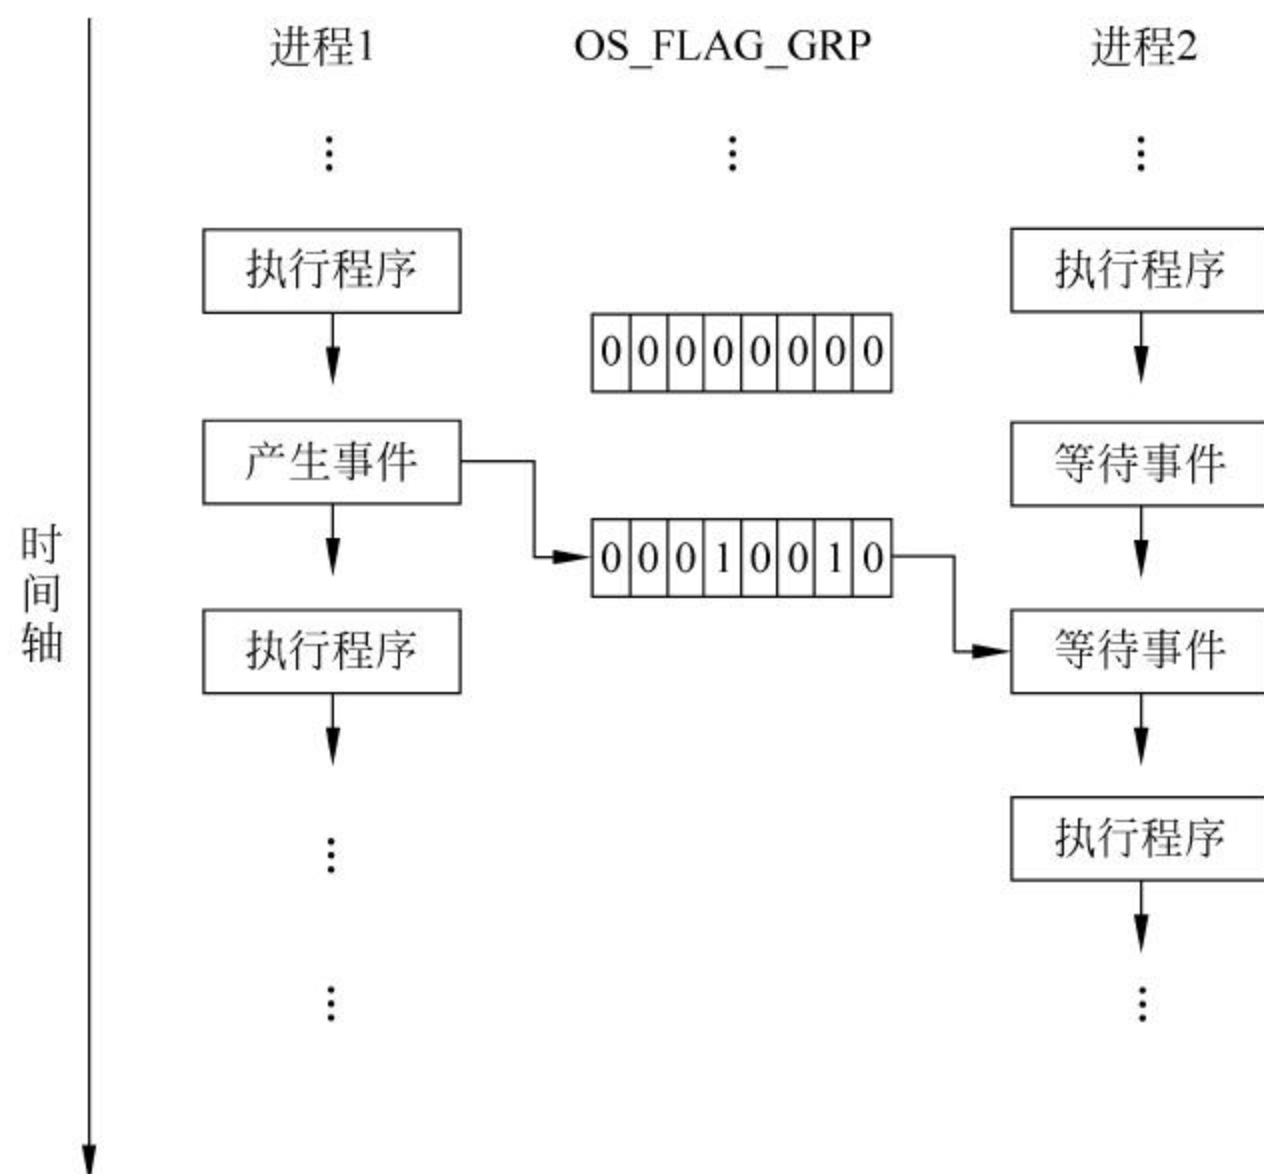 进程1 OS_FLAG_GRP 进程2
⋮ ⋮ ⋮
执行程序 执行程序
0 0 0 0 0 0 0 0
产生事件 等待事件
0 0 0 1 0 0 1 0
时间轴
执行程序 等待事件
执行程序
⋮
⋮ ⋮